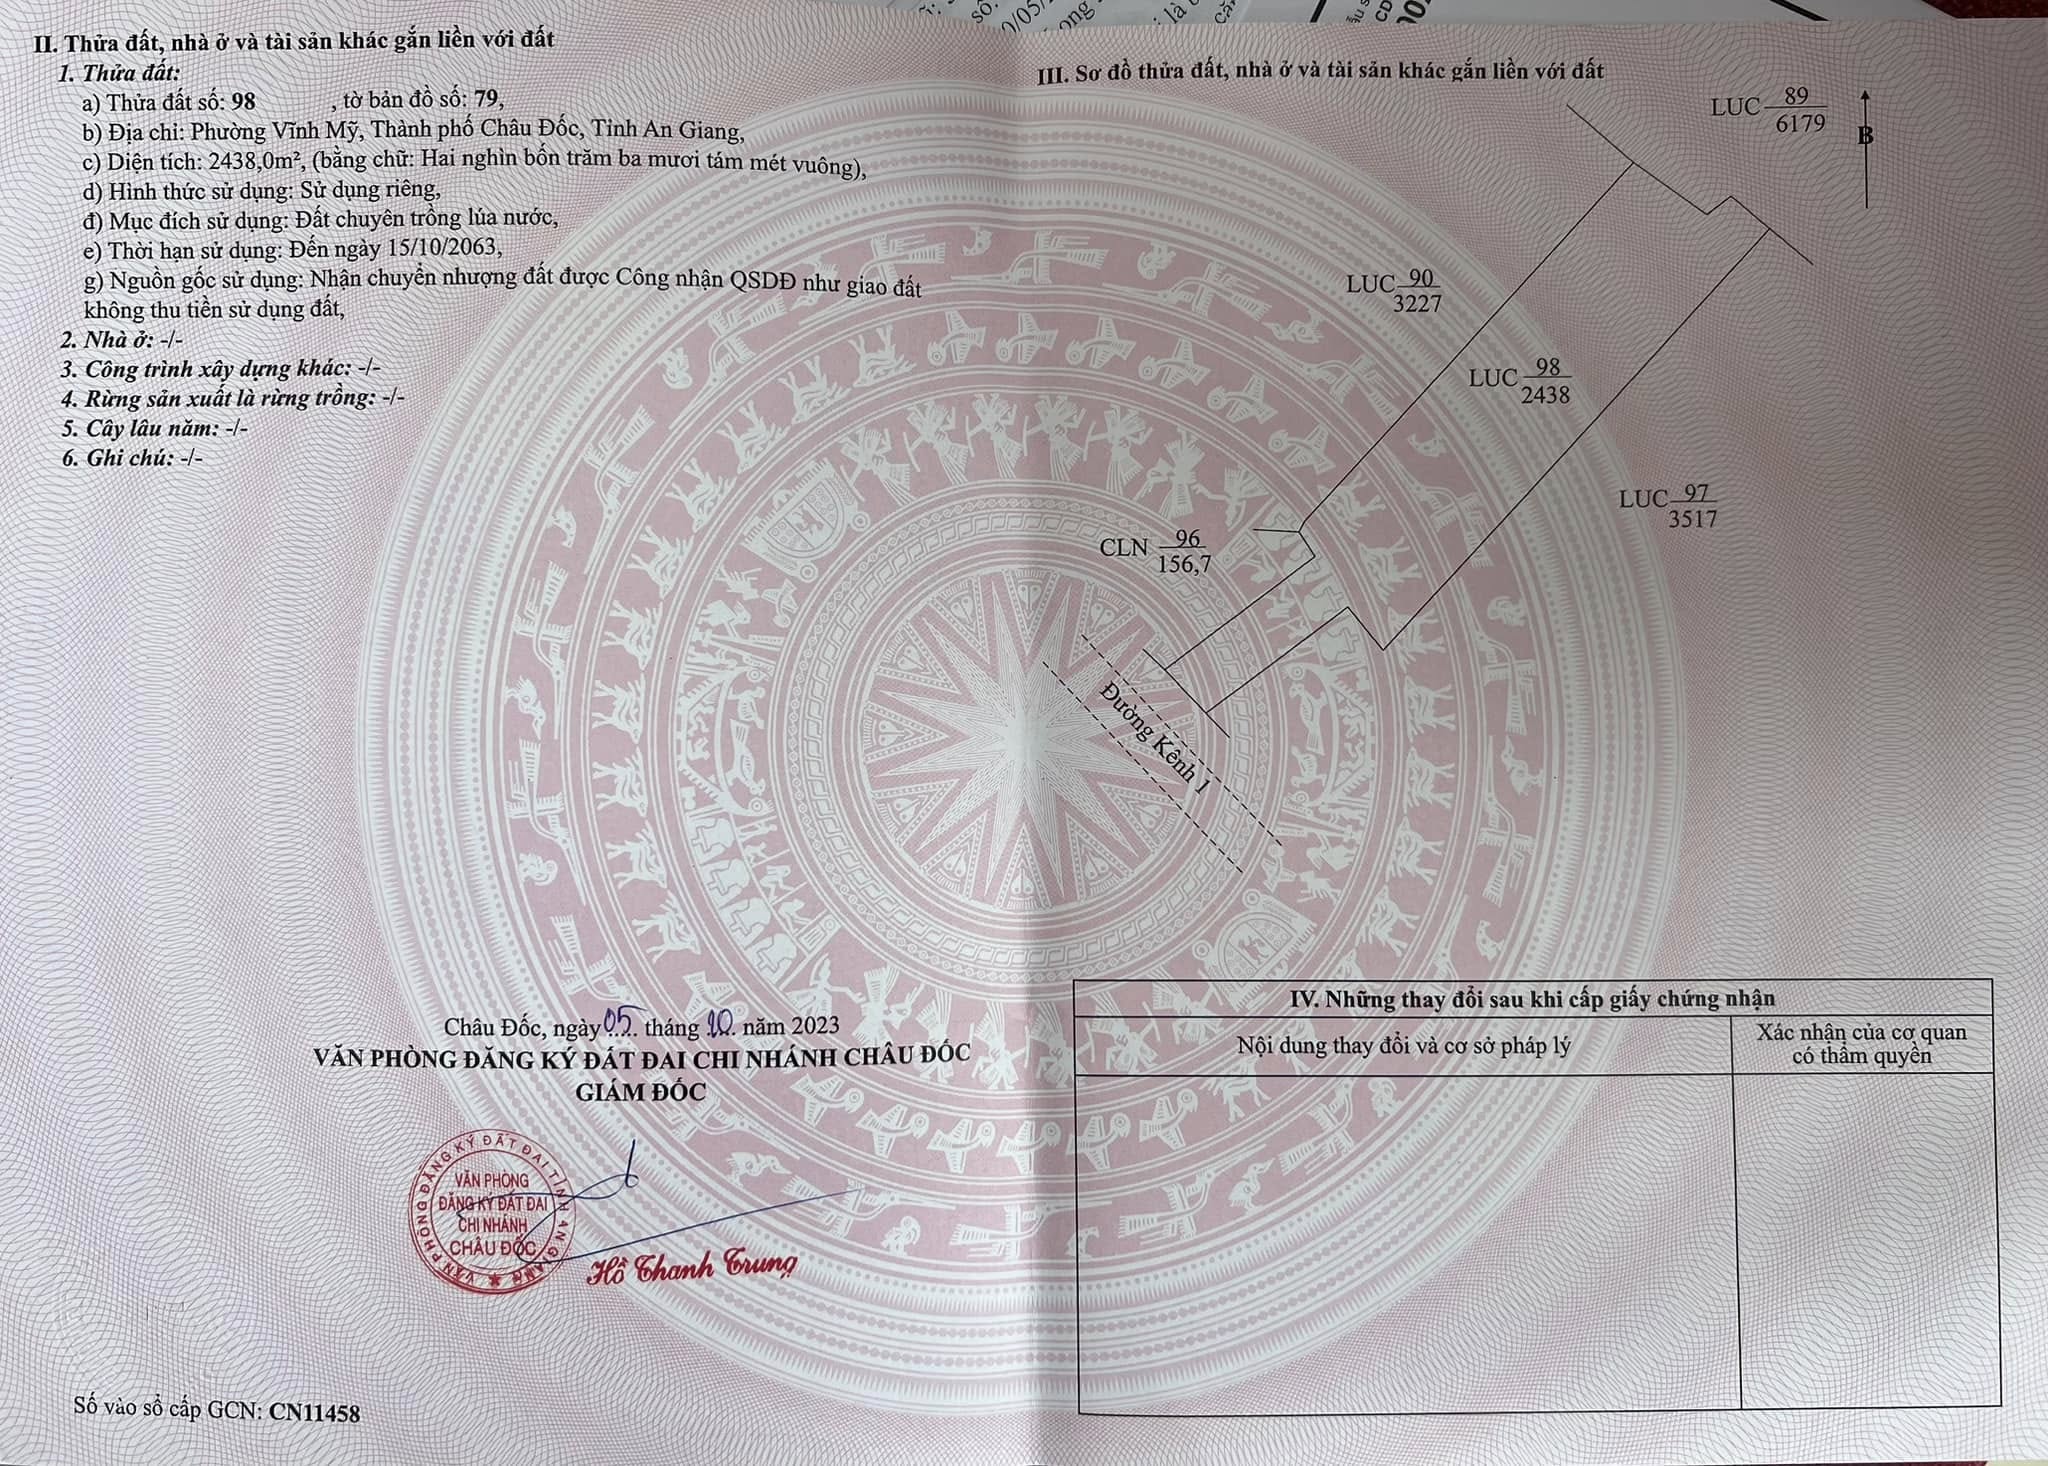 II. Thửa đất, nhà ở và tài sản khác gắn liền với đất
1. Thửa đất:
a) Thửa đất số: 98 , tờ bản đồ số: 79,
b) Địa chỉ: Phường Vĩnh Mỹ, Thành phố Châu Đốc, Tỉnh An Giang,
c) Diện tích: 2438,0m², (bằng chữ: Hai nghìn bốn trăm ba mươi tám mét vuông),
d) Hình thức sử dụng: Sử dụng riêng,
đ) Mục đích sử dụng: Đất chuyên trồng lúa nước,
e) Thời hạn sử dụng: Đến ngày 15/10/2063,
g) Nguồn gốc sử dụng: Nhận chuyển nhượng đất được Công nhận QSDĐ như giao đất
không thu tiền sử dụng đất,
2. Nhà ở: -/-
3. Công trình xây dựng khác: -/-
4. Rừng sản xuất là rừng trồng: -/-
5. Cây lâu năm: -/-
6. Ghi chú: -/-
Châu Đốc, ngày 05 tháng 10 năm 2023
VĂN PHÒNG ĐĂNG KÝ ĐẤT ĐAI CHI NHÁNH CHÂU ĐỐC
GIÁM ĐỐC
VĂN PHÒNG ĐĂNG KÝ ĐẤT ĐAI TỈNH AN GIANG
VĂN PHÒNG
ĐĂNG KÝ ĐẤT ĐAI
CHI NHÁNH
CHÂU ĐỐC
Hồ Thanh Trung
Số vào sổ cấp GCN: CN11458
III. Sơ đồ thửa đất, nhà ở và tài sản khác gắn liền với đất
LUC 89
6179
B
LUC 90
3227
LUC 98
2438
LUC 97
3517
CLN 96
156,7
Đường Kênh 1
IV. Những thay đổi sau khi cấp giấy chứng nhận
Nội dung thay đổi và cơ sở pháp lý
Xác nhận của cơ quan
có thẩm quyền